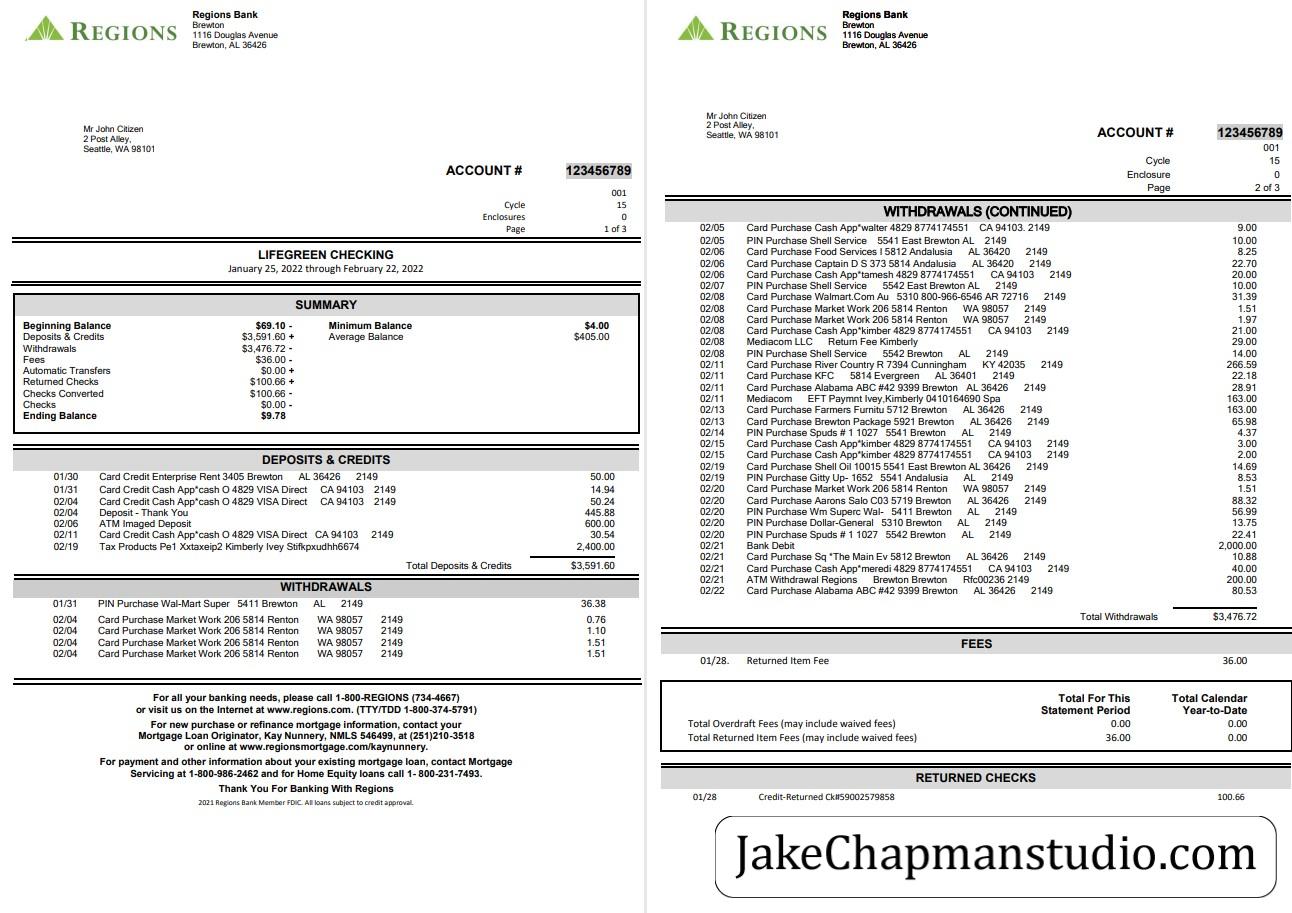 REGIONS
Regions Bank
Brewton
1116 Douglas Avenue
Brewton, AL 36426
Mr John Citizen
2 Post Alley,
Seattle, WA 98101
ACCOUNT # 123456789
001
Cycle 15
Enclosures 0
Page 1 of 3
LIFEGREEN CHECKING
January 25, 2022 through February 22, 2022
SUMMARY
Beginning Balance $69.10 - Minimum Balance $4.00
Deposits & Credits $3,591.60 + Average Balance $405.00
Withdrawals $3,476.72 -
Fees $36.00 -
Automatic Transfers $0.00 +
Returned Checks $100.66 +
Checks Converted $100.66 -
Checks $0.00 -
Ending Balance $9.78
DEPOSITS & CREDITS
01/30 Card Credit Enterprise Rent 3405 Brewton AL 36426 2149 50.00
01/31 Card Credit Cash App*cash O 4829 VISA Direct CA 94103 2149 14.94
02/04 Card Credit Cash App*cash O 4829 VISA Direct CA 94103 2149 50.24
02/04 Deposit - Thank You 445.88
02/06 ATM Imaged Deposit 600.00
02/11 Card Credit Cash App*cash O 4829 VISA Direct CA 94103 2149 30.54
02/19 Tax Products Pe1 Xxtaxeip2 Kimberly Ivey Stifkpxudhh6674 2,400.00
Total Deposits & Credits $3,591.60
WITHDRAWALS
01/31 PIN Purchase Wal-Mart Super 5411 Brewton AL 2149 36.38
02/04 Card Purchase Market Work 206 5814 Renton WA 98057 2149 0.76
02/04 Card Purchase Market Work 206 5814 Renton WA 98057 2149 1.10
02/04 Card Purchase Market Work 206 5814 Renton WA 98057 2149 1.51
02/04 Card Purchase Market Work 206 5814 Renton WA 98057 2149 1.51
For all your banking needs, please call 1-800-REGIONS (734-4667)
or visit us on the Internet at www.regions.com. (TTY/TDD 1-800-374-5791)
For new purchase or refinance mortgage information, contact your
Mortgage Loan Originator, Kay Nunnery, NMLS 546499, at (251)210-3518
or online at www.regionsmortgage.com/kaynunnery.
For payment and other information about your existing mortgage loan, contact Mortgage
Servicing at 1-800-986-2462 and for Home Equity loans call 1- 800-231-7493.
Thank You For Banking With Regions
2021 Regions Bank Member FDIC. All loans subject to credit approval.
REGIONS
Regions Bank
Brewton
1116 Douglas Avenue
Brewton, AL 36426
Mr John Citizen
2 Post Alley,
Seattle, WA 98101
ACCOUNT # 123456789
001
Cycle 15
Enclosure 0
Page 2 of 3
WITHDRAWALS (CONTINUED)
02/05 Card Purchase Cash App*walter 4829 8774174551 CA 94103. 2149 9.00
02/05 PIN Purchase Shell Service 5541 East Brewton AL 2149 10.00
02/06 Card Purchase Food Services I 5812 Andalusia AL 36420 2149 8.25
02/06 Card Purchase Captain D S 373 5814 Andalusia AL 36420 2149 22.70
02/06 Card Purchase Cash App*tamesh 4829 8774174551 CA 94103 2149 20.00
02/07 PIN Purchase Shell Service 5542 East Brewton AL 2149 10.00
02/08 Card Purchase Walmart.Com Au 5310 800-966-6546 AR 72716 2149 31.39
02/08 Card Purchase Market Work 206 5814 Renton WA 98057 2149 1.51
02/08 Card Purchase Market Work 206 5814 Renton WA 98057 2149 1.97
02/08 Card Purchase Cash App*kimber 4829 8774174551 CA 94103 2149 21.00
02/08 Mediacom LLC Return Fee Kimberly 29.00
02/08 PIN Purchase Shell Service 5542 Brewton AL 2149 14.00
02/11 Card Purchase River Country R 7394 Cunningham KY 42035 2149 266.59
02/11 Card Purchase KFC 5814 Evergreen AL 36401 2149 22.18
02/11 Card Purchase Alabama ABC #42 9399 Brewton AL 36426 2149 28.91
02/11 Mediacom EFT Paymnt Ivey,Kimberly 0410164690 Spa 163.00
02/13 Card Purchase Farmers Furnitu 5712 Brewton AL 36426 2149 163.00
02/13 Card Purchase Brewton Package 5921 Brewton AL 36426 2149 65.98
02/14 PIN Purchase Spuds # 1 1027 5541 Brewton AL 2149 4.37
02/15 Card Purchase Cash App*kimber 4829 8774174551 CA 94103 2149 3.00
02/15 Card Purchase Cash App*kimber 4829 8774174551 CA 94103 2149 2.00
02/19 Card Purchase Shell Oil 10015 5541 East Brewton AL 36426 2149 14.69
02/19 PIN Purchase Gitty Up- 1652 5541 Andalusia AL 2149 8.53
02/20 Card Purchase Market Work 206 5814 Renton WA 98057 2149 1.51
02/20 Card Purchase Aarons Salo C03 5719 Brewton AL 36426 2149 88.32
02/20 PIN Purchase Wm Superc Wal- 5411 Brewton AL 2149 56.99
02/20 PIN Purchase Dollar-General 5310 Brewton AL 2149 13.75
02/20 PIN Purchase Spuds # 1 1027 5542 Brewton AL 2149 22.41
02/21 Bank Debit 2,000.00
02/21 Card Purchase Sq *The Main Ev 5812 Brewton AL 36426 2149 10.88
02/21 Card Purchase Cash App*meredi 4829 8774174551 CA 94103 2149 40.00
02/21 ATM Withdrawal Regions Brewton Brewton Rfc00236 2149 200.00
02/22 Card Purchase Alabama ABC #42 9399 Brewton AL 36426 2149 80.53
Total Withdrawals $3,476.72
FEES
01/28. Returned Item Fee 36.00
Total For This Total Calendar
Statement Period Year-to-Date
Total Overdraft Fees (may include waived fees) 0.00 0.00
Total Returned Item Fees (may include waived fees) 36.00 0.00
RETURNED CHECKS
01/28 Credit-Returned Ck#59002579858 100.66
JakeChapmanstudio.com